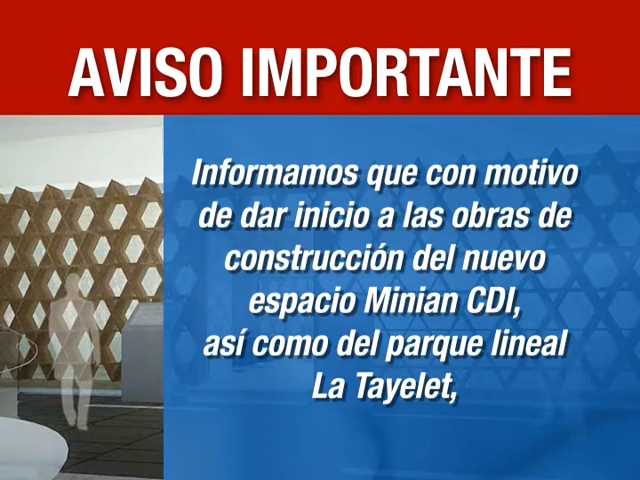 AVISO IMPORTANTE
Informamos que con motivo
de dar inicio a las obras de
construcción del nuevo
espacio Minian CDI,
así como del parque lineal
La Tayelet,